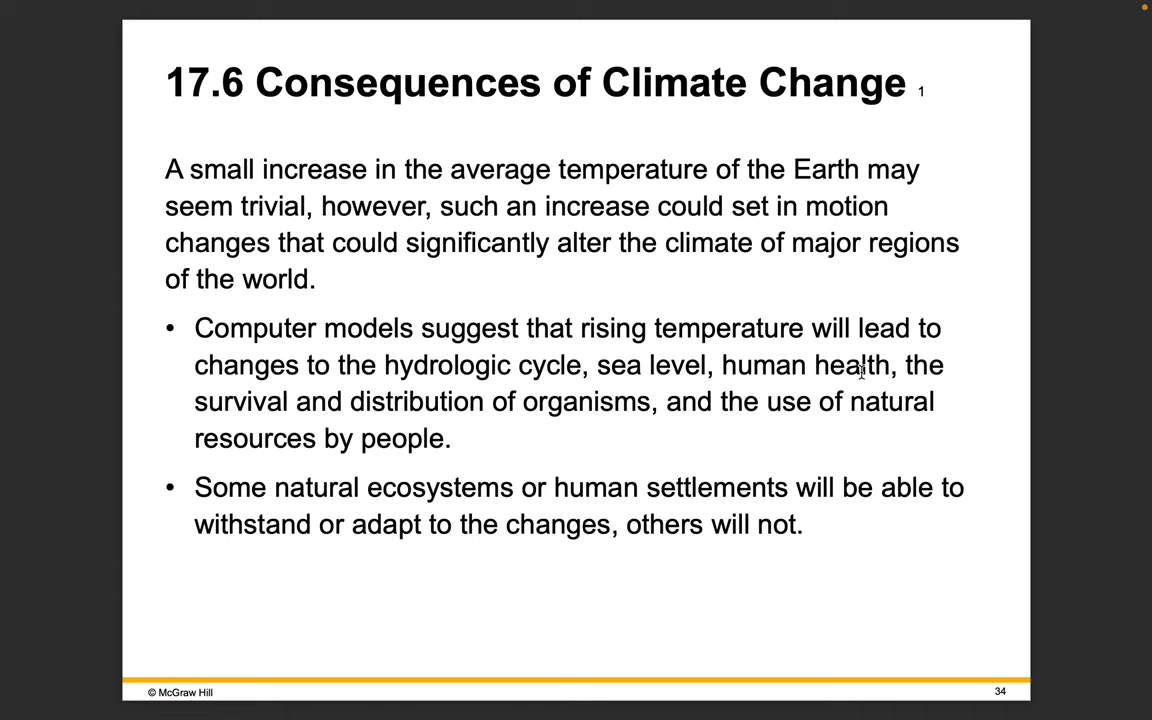 17.6 Consequences of Climate Change 1
A small increase in the average temperature of the Earth may
seem trivial, however, such an increase could set in motion
changes that could significantly alter the climate of major regions
of the world.
• Computer models suggest that rising temperature will lead to
changes to the hydrologic cycle, sea level, human health, the
survival and distribution of organisms, and the use of natural
resources by people.
• Some natural ecosystems or human settlements will be able to
withstand or adapt to the changes, others will not.
© McGraw Hill
34